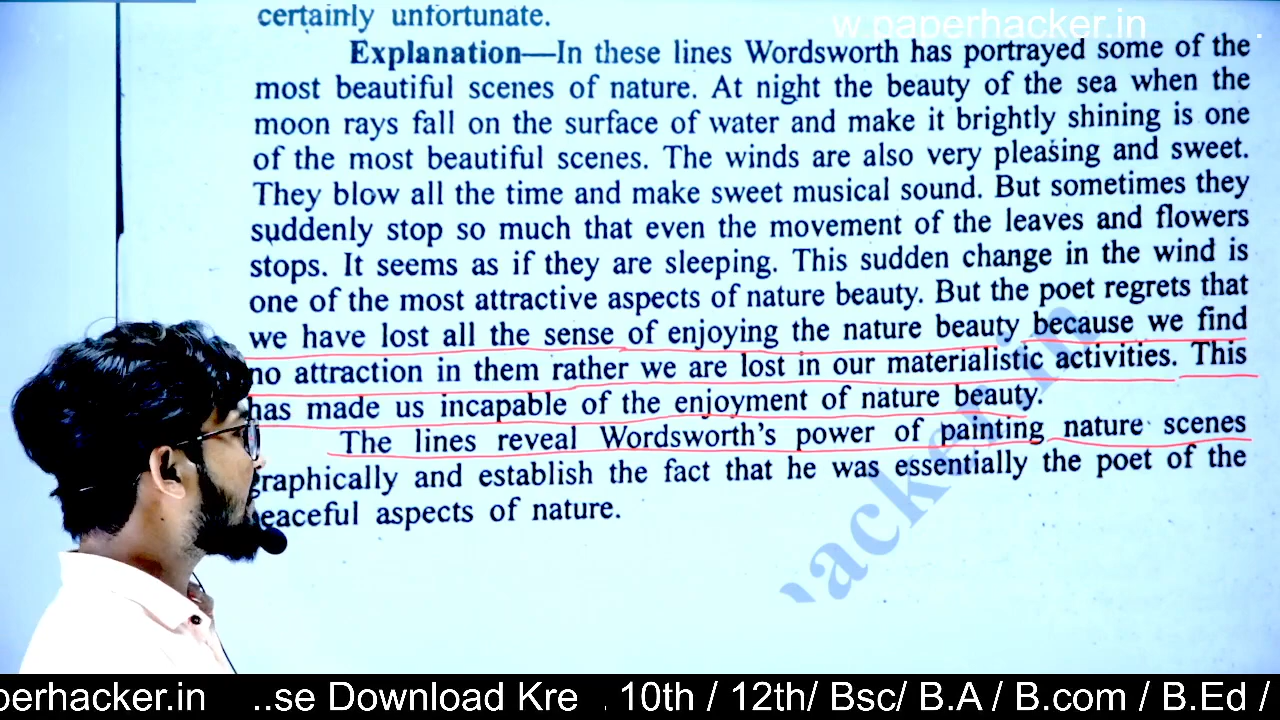 certainly unfortunate.
w.paperhacker.in
Explanation—In these lines Wordsworth has portrayed some of the
most beautiful scenes of nature. At night the beauty of the sea when the
moon rays fall on the surface of water and make it brightly shining is one
of the most beautiful scenes. The winds are also very pleasing and sweet.
They blow all the time and make sweet musical sound. But sometimes they
suddenly stop so much that even the movement of the leaves and flowers
stops. It seems as if they are sleeping. This sudden change in the wind is
one of the most attractive aspects of nature beauty. But the poet regrets that
we have lost all the sense of enjoying the nature beauty because we find
no attraction in them rather we are lost in our materialistic activities. This
has made us incapable of the enjoyment of nature beauty.
The lines reveal Wordsworth's power of painting nature scenes
graphically and establish the fact that he was essentially the poet of the
eaceful aspects of nature.
acker.in
perhacker.in ..se Download Kre . 10th / 12th/ Bsc/ B.A / B.com / B.Ed /